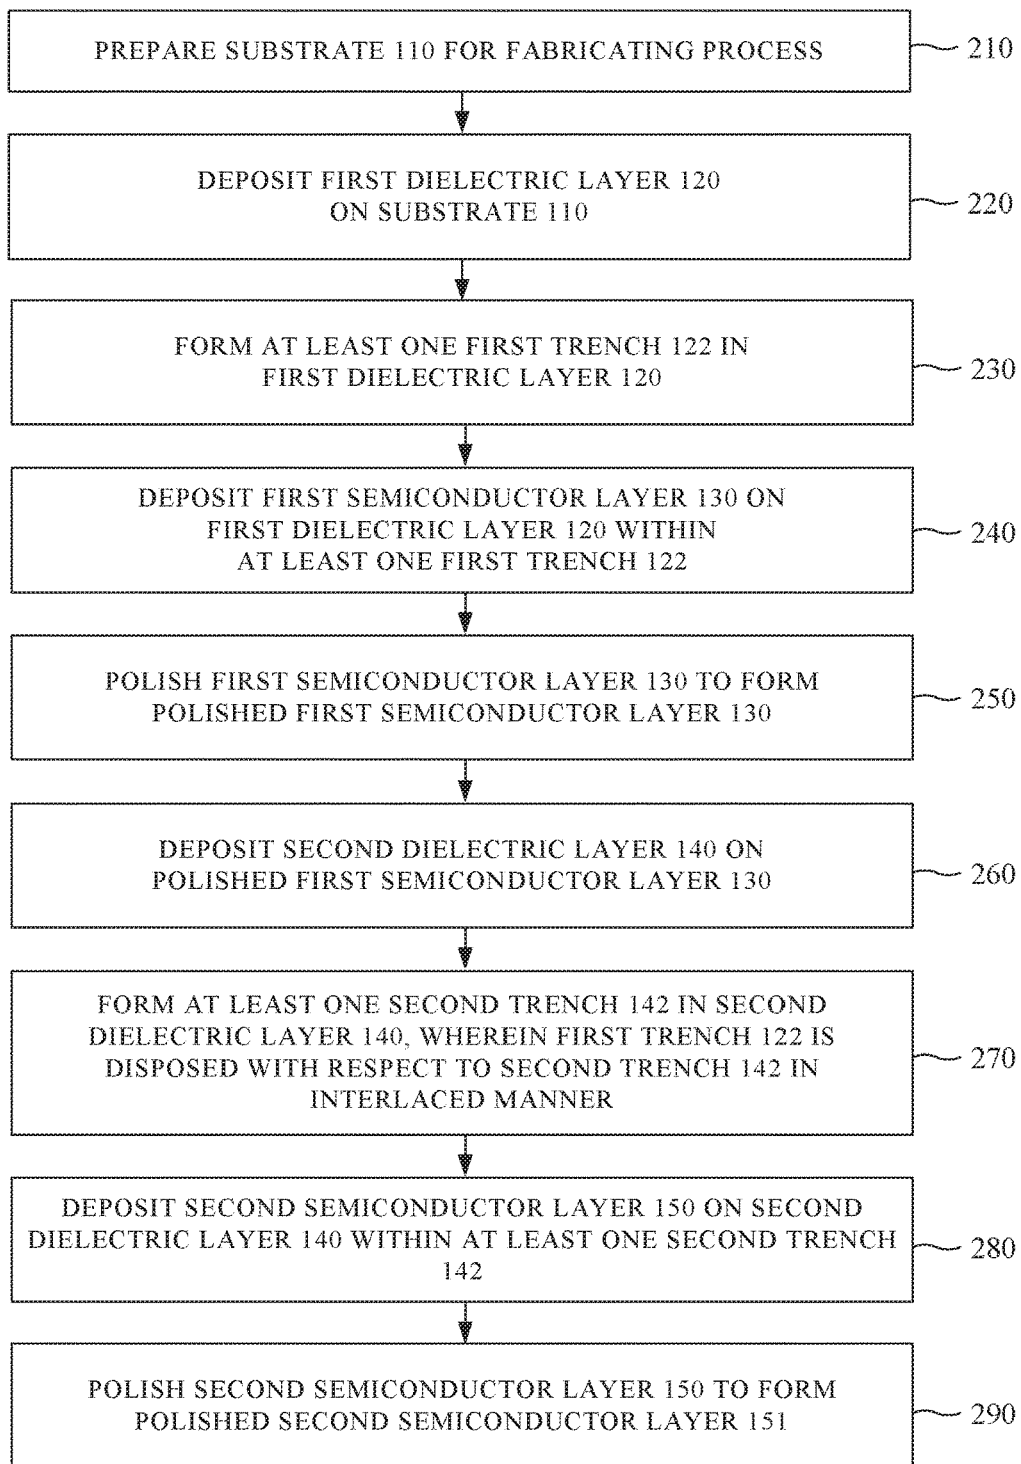 PREPARE SUBSTRATE 110 FOR FABRICATING PROCESS
210
DEPOSIT FIRST DIELECTRIC LAYER 120
ON SUBSTRATE 110
220
FORM AT LEAST ONE FIRST TRENCH 122 IN
FIRST DIELECTRIC LAYER 120
230
DEPOSIT FIRST SEMICONDUCTOR LAYER 130 ON
FIRST DIELECTRIC LAYER 120 WITHIN
AT LEAST ONE FIRST TRENCH 122
240
POLISH FIRST SEMICONDUCTOR LAYER 130 TO FORM
POLISHED FIRST SEMICONDUCTOR LAYER 130
250
DEPOSIT SECOND DIELECTRIC LAYER 140 ON
POLISHED FIRST SEMICONDUCTOR LAYER 130
260
FORM AT LEAST ONE SECOND TRENCH 142 IN SECOND
DIELECTRIC LAYER 140, WHEREIN FIRST TRENCH 122 IS
DISPOSED WITH RESPECT TO SECOND TRENCH 142 IN
INTERLACED MANNER
270
DEPOSIT SECOND SEMICONDUCTOR LAYER 150 ON SECOND
DIELECTRIC LAYER 140 WITHIN AT LEAST ONE SECOND TRENCH
142
280
POLISH SECOND SEMICONDUCTOR LAYER 150 TO FORM
POLISHED SECOND SEMICONDUCTOR LAYER 151
290